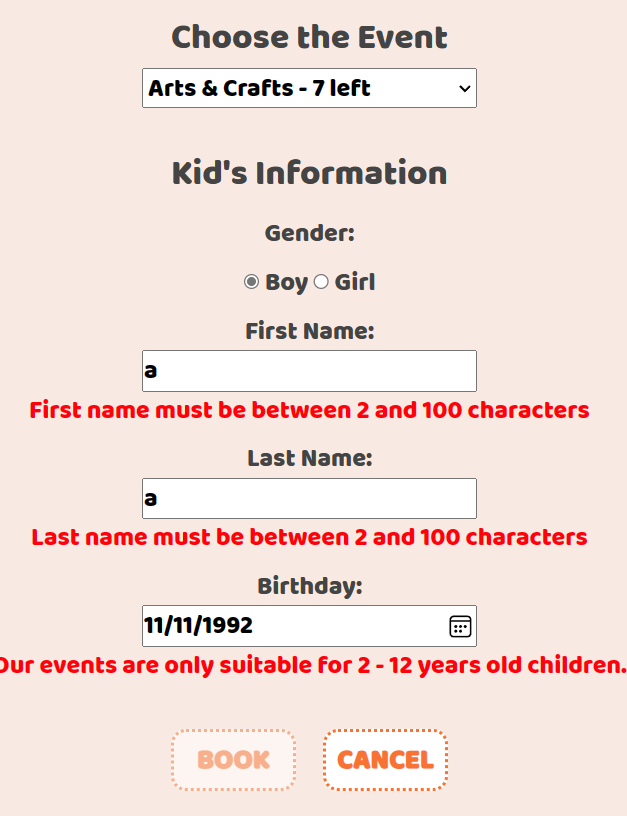 Choose the Event
Arts & Crafts - 7 left
Kid's Information
Gender:
Boy Girl
First Name:
a
First name must be between 2 and 100 characters
Last Name:
a
Last name must be between 2 and 100 characters
Birthday:
11/11/1992
Our events are only suitable for 2 - 12 years old children.
BOOK CANCEL